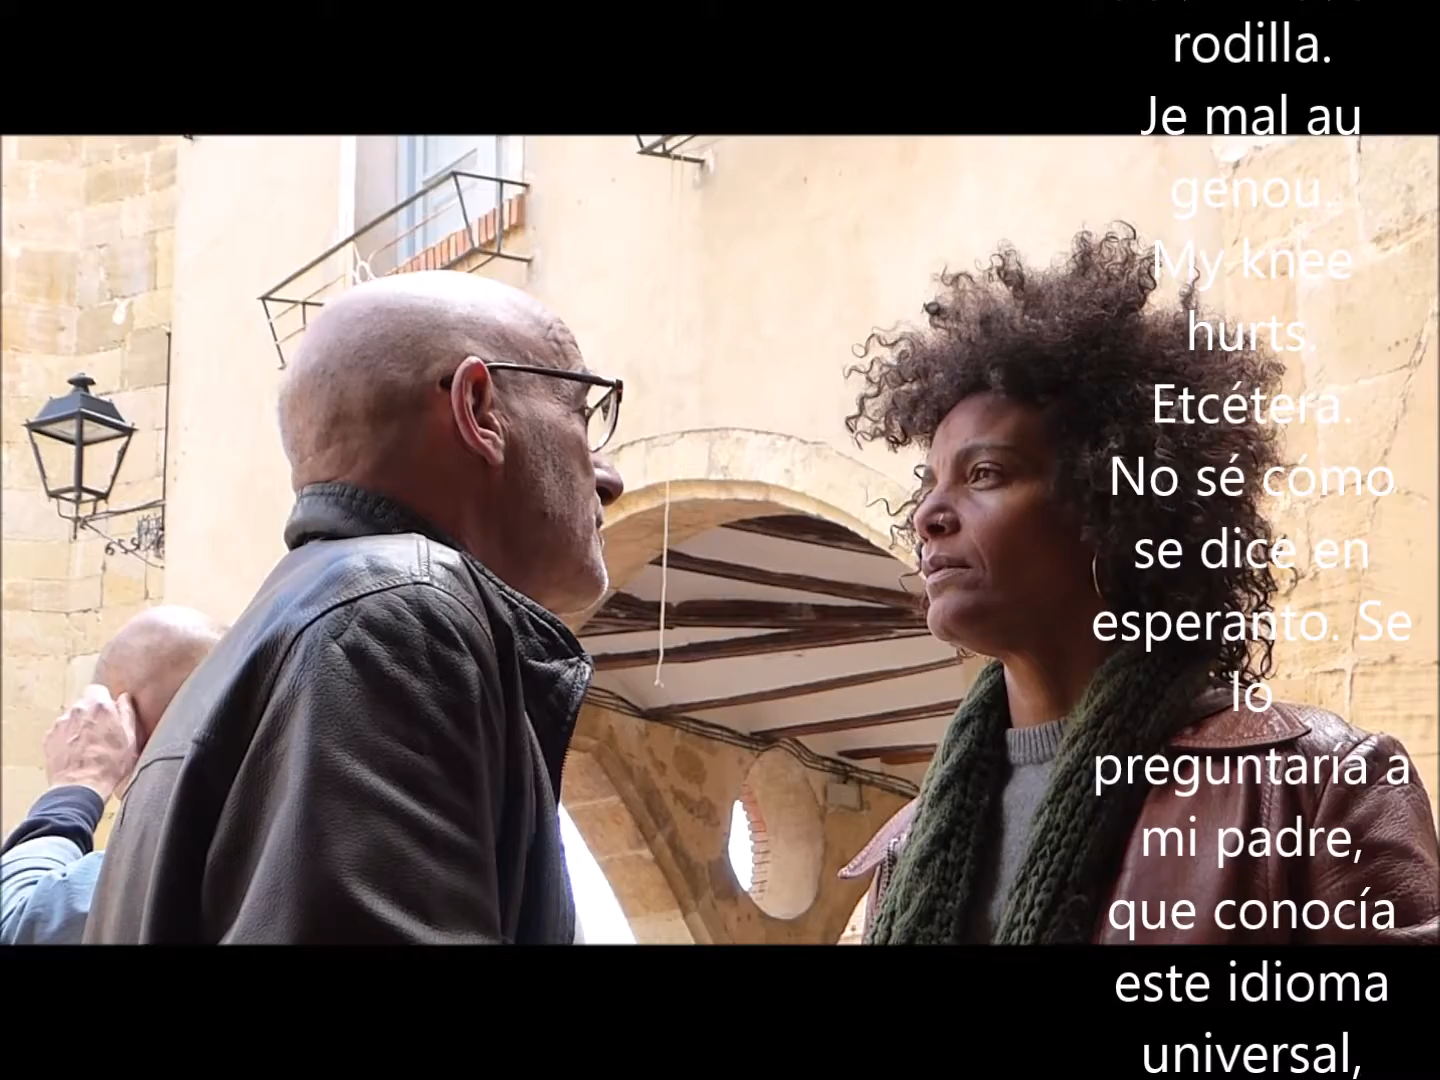 rodilla.
Je mal au
genou.
My knee
hurts.
Etcétera.
No sé cómo
se dice en
esperanto. Se
lo
preguntaría a
mi padre,
que conocía
este idioma
universal,